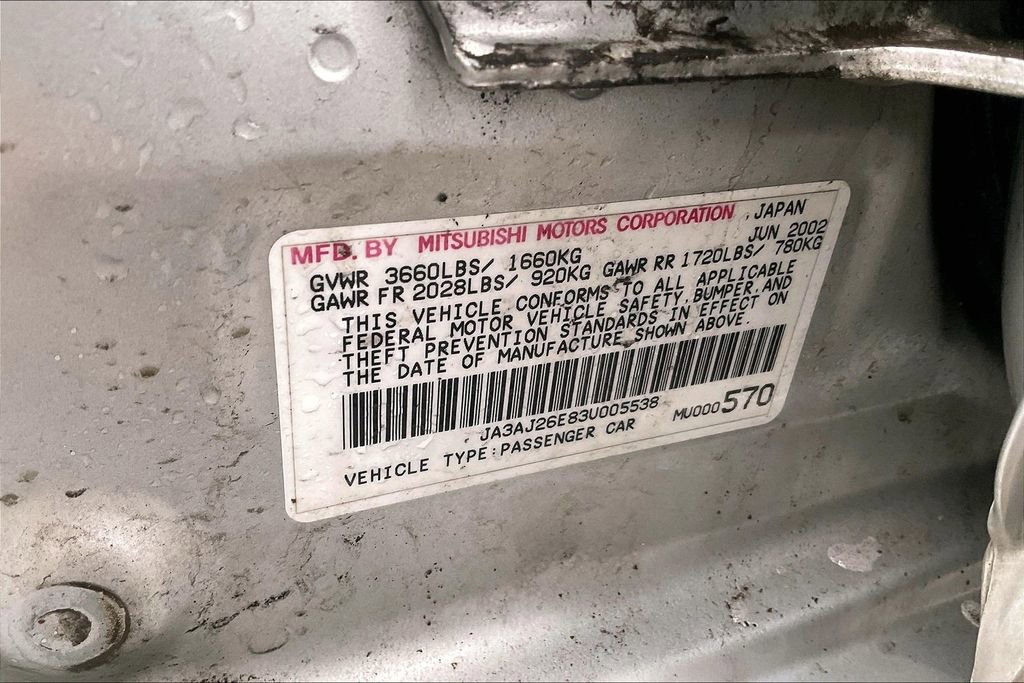 MFD. BY MITSUBISHI MOTORS CORPORATION, JAPAN
GVWR 3660LBS/ 1660KG JUN 2002
GAWR FR 2028LBS/ 920KG GAWR RR 1720LBS/ 780KG
THIS VEHICLE CONFORMS TO ALL APPLICABLE
FEDERAL MOTOR VEHICLE SAFETY, BUMPER, AND
THEFT PREVENTION STANDARDS IN EFFECT ON
THE DATE OF MANUFACTURE SHOWN ABOVE.
JA3AJ26E83U005538
VEHICLE TYPE:PASSENGER CAR MU000570